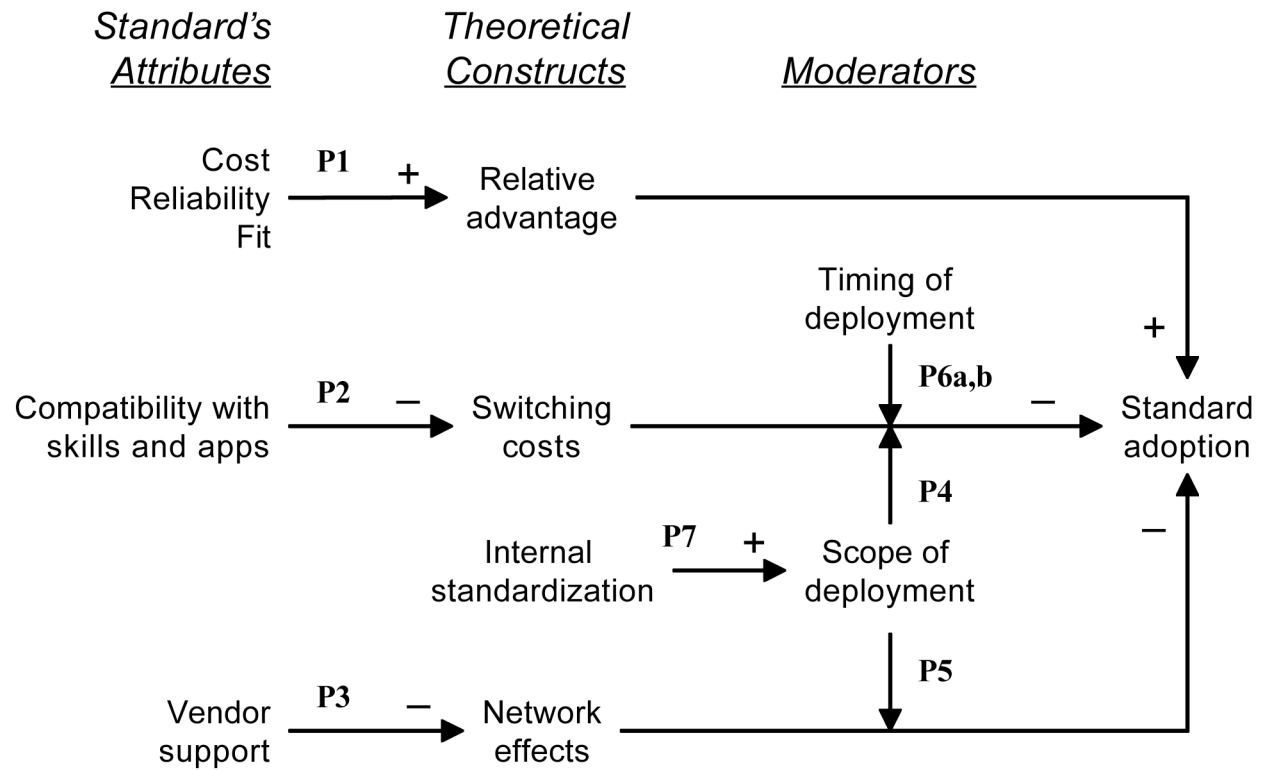 Standard's
Attributes
Theoretical
Constructs
Moderators
Cost
Reliability
Fit
P1
+
Relative
advantage
Timing of
deployment
P6a,b
+
Compatibility with
skills and apps
P2
–
Switching
costs
–
Standard
adoption
P4
Internal
standardization
P7
+
Scope of
deployment
–
P5
Vendor
support
P3
–
Network
effects